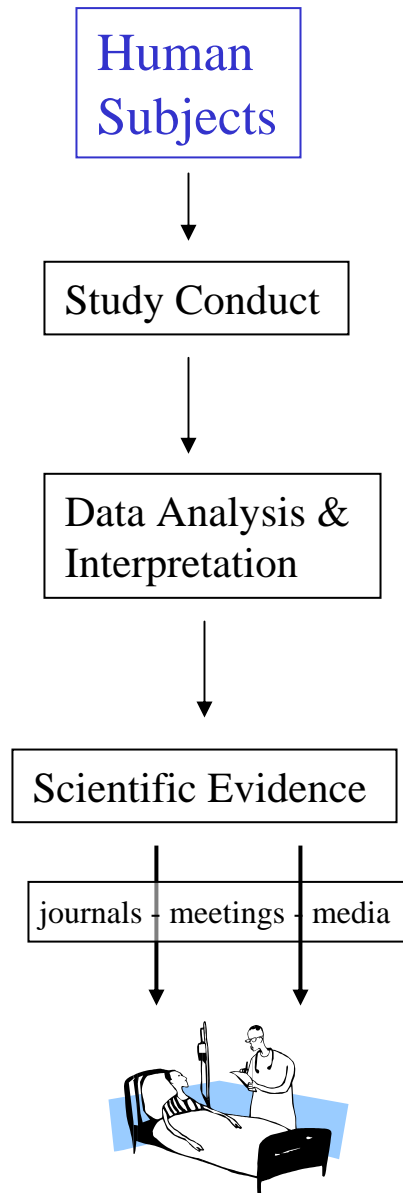 Human
Subjects
Study Conduct
Data Analysis &
Interpretation
Scientific Evidence
journals - meetings - media